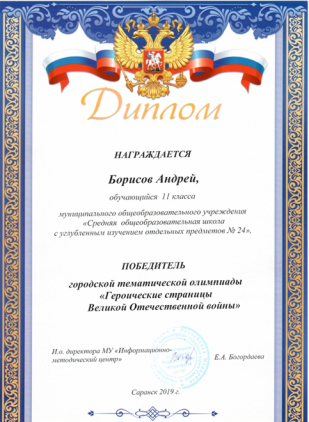 Диплом
НАГРАЖДАЕТСЯ
Борисов Андрей,
обучающийся 11 класса
муниципального общеобразовательного учреждения
«Средняя общеобразовательная школа
с углубленным изучением отдельных предметов № 24»,
ПОБЕДИТЕЛЬ
городской тематической олимпиады
«Героические страницы
Великой Отечественной войны»
И.о. директора МУ «Информационно-
методический центр»
Е.А. Богордаева
Саранск 2019 г.